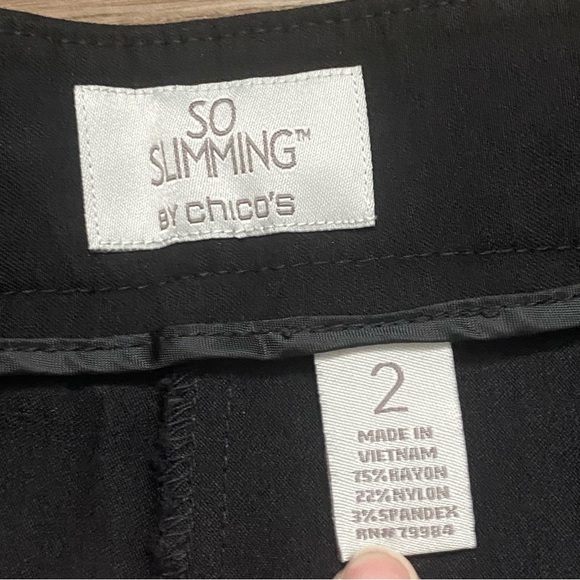 SO
SLIMMING™
BY chico's
2
MADE IN
VIETNAM
75%RAYON
22%NYLON
3%SPANDEX
RN#79984